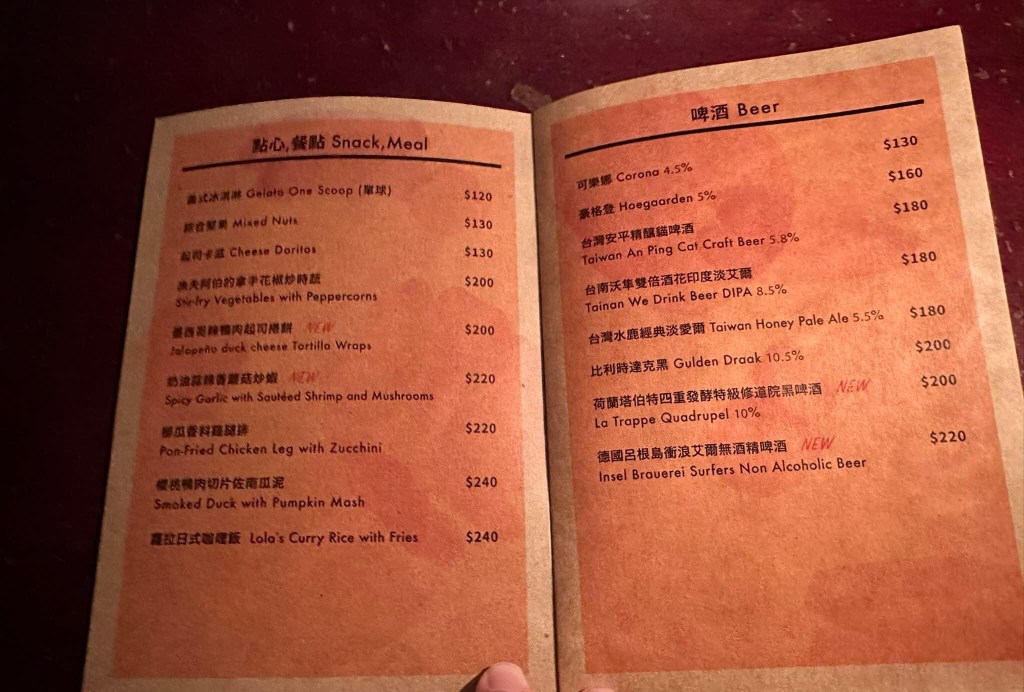 點心,餐點 Snack,Meal
義式冰淇淋 Gelato One Scoop (單球) $120
綜合堅果 Mixed Nuts $130
起司卡滋 Cheese Doritos $130
漁夫阿伯的拿手花椒炒時蔬 $200
Stir-fry Vegetables with Peppercorns
墨西哥辣鴨肉起司捲餅 NEW $200
Jalapeño duck cheese Tortilla Wraps
奶油蒜辣香蘑菇炒蝦 NEW $220
Spicy Garlic with Sautéed Shrimp and Mushrooms
櫛瓜香料雞腿排 $220
Pan-Fried Chicken Leg with Zucchini
櫻桃鴨肉切片佐南瓜泥 $240
Smoked Duck with Pumpkin Mash
蘿拉日式咖哩飯 Lola's Curry Rice with Fries $240
啤酒 Beer
可樂娜 Corona 4.5% $130
豪格登 Hoegaarden 5% $160
台灣安平精釀貓啤酒 $180
Taiwan An Ping Cat Craft Beer 5.8%
台南沃隼雙倍酒花印度淡艾爾 $180
Tainan We Drink Beer DIPA 8.5%
台灣水鹿經典淡愛爾 Taiwan Honey Pale Ale 5.5% $180
比利時達克黑 Gulden Draak 10.5% $200
荷蘭塔伯特四重發酵特級修道院黑啤酒 NEW $200
La Trappe Quadrupel 10%
德國呂根島衝浪艾爾無酒精啤酒 NEW $220
Insel Brauerei Surfers Non Alcoholic Beer